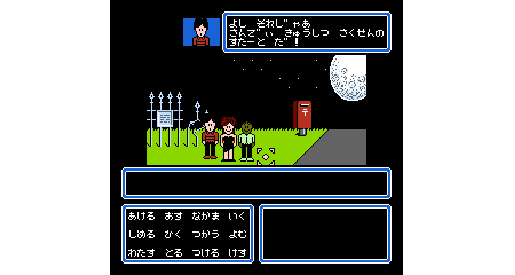 よし それじゃあ
さんでぃ きゅうしゅつ さくせんの
すたーと だ!
〒
あける おす なかま いく
しめる ひく つかう よむ
わたす とる つける けす